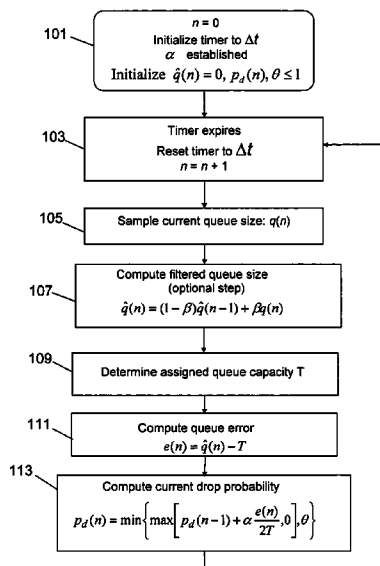 101
n = 0
Initialize timer to Δt
α established
Initialize q̂(n) = 0, p_d(n), θ ≤ 1
103
Timer expires
Reset timer to Δt
n = n + 1
105
Sample current queue size: q(n)
107
Compute filtered queue size
(optional step)
q̂(n) = (1 − β)q̂(n−1) + βq(n)
109
Determine assigned queue capacity T
111
Compute queue error
e(n) = q̂(n) − T
113
Compute current drop probability
p_d(n) = min{max[p_d(n−1) + α e(n)/2T, 0], θ}